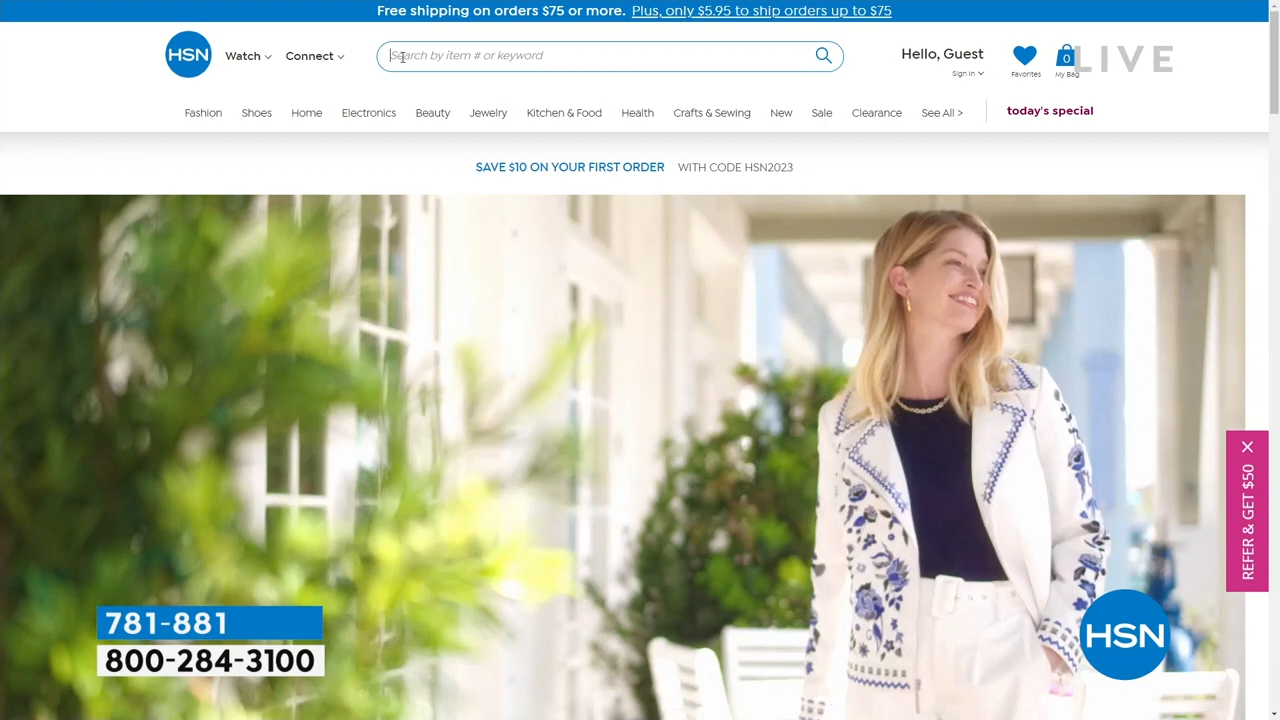 Free shipping on orders $75 or more. Plus, only $5.95 to ship orders up to $75
HSN
Watch
Connect
Search by item # or keyword
Hello, Guest
Sign in
Favorites
0
My Bag
LIVE
Fashion Shoes Home Electronics Beauty Jewelry Kitchen & Food Health Crafts & Sewing New Sale Clearance See All > today's special
SAVE $10 ON YOUR FIRST ORDER WITH CODE HSN2023
REFER & GET $50 X
781-881
800-284-3100
HSN